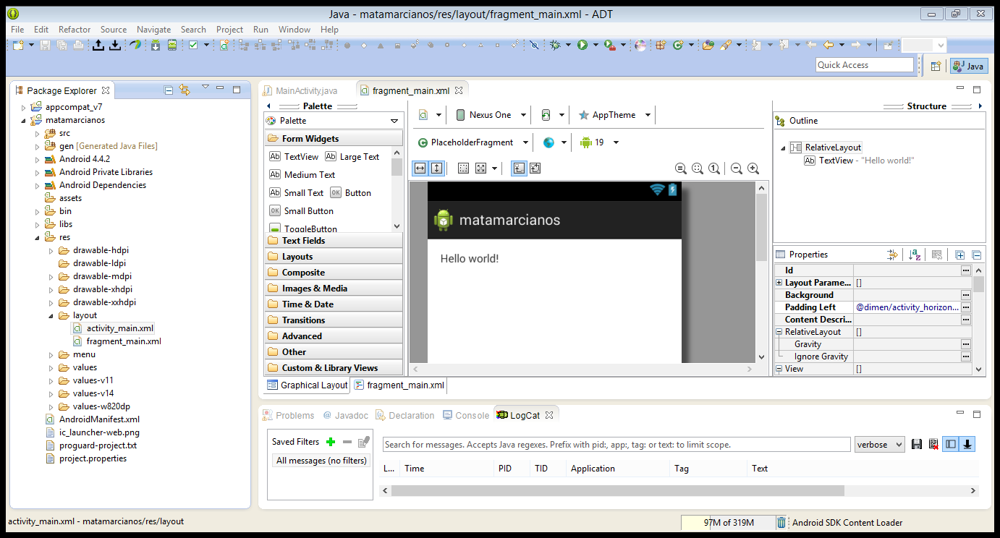 Java - matamarcianos/res/layout/fragment_main.xml - ADT
File Edit Refactor Source Navigate Search Project Run Window Help
Quick Access
Java
Package Explorer
appcompat_v7
matamarcianos
src
gen [Generated Java Files]
Android 4.4.2
Android Private Libraries
Android Dependencies
assets
bin
libs
res
drawable-hdpi
drawable-ldpi
drawable-mdpi
drawable-xhdpi
drawable-xxhdpi
layout
activity_main.xml
fragment_main.xml
menu
values
values-v11
values-v14
values-w820dp
AndroidManifest.xml
ic_launcher-web.png
proguard-project.txt
project.properties
MainActivity.java
fragment_main.xml
Palette
Palette
Form Widgets
Ab TextView Ab Large Text
Ab Medium Text
Ab Small Text OK Button
OK Small Button
ToggleButton
Text Fields
Layouts
Composite
Images & Media
Time & Date
Transitions
Advanced
Other
Custom & Library Views
Nexus One
AppTheme
PlaceholderFragment
19
matamarcianos
Hello world!
Graphical Layout
fragment_main.xml
Structure
Outline
RelativeLayout
Ab TextView - "Hello world!"
Properties
Id
Layout Parame... []
Background
Padding Left @dimen/activity_horizon...
Content Descri...
RelativeLayout []
Gravity
Ignore Gravity
View []
Problems @ Javadoc Declaration Console LogCat
Saved Filters
All messages (no filters)
Search for messages. Accepts Java regexes. Prefix with pid:, app:, tag: or text: to limit scope.
verbose
L... Time PID TID Application Tag Text
activity_main.xml - matamarcianos/res/layout
97M of 319M
Android SDK Content Loader